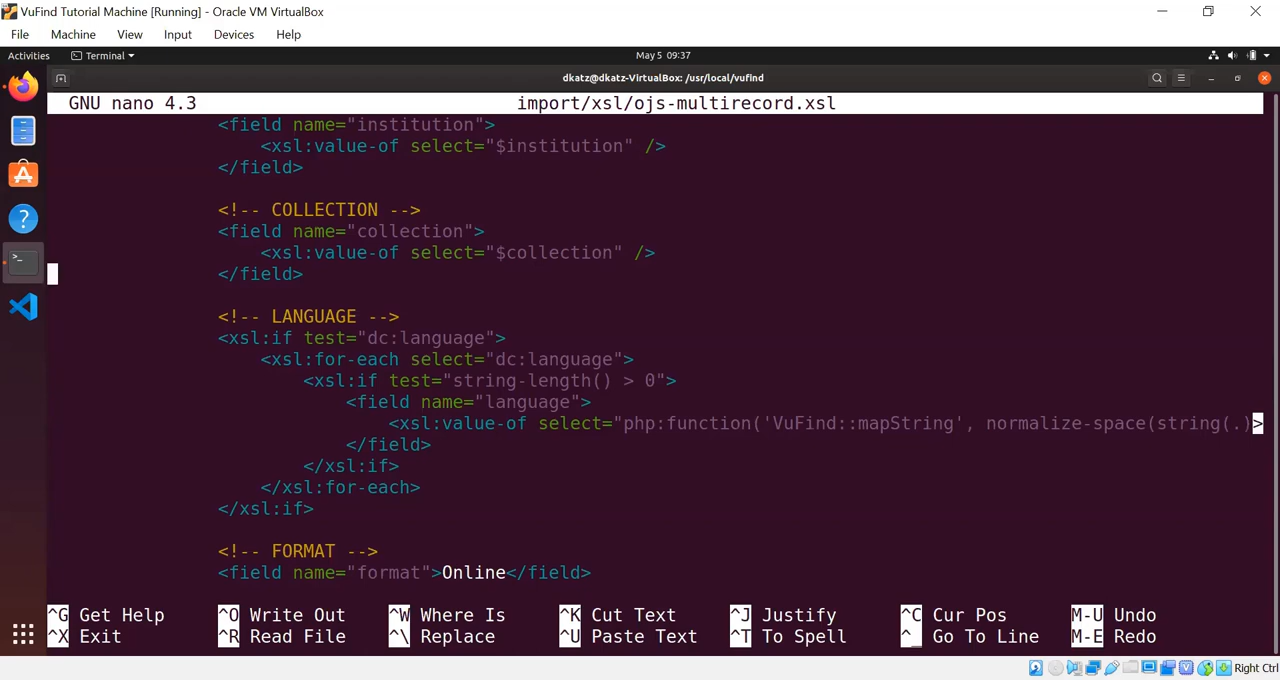 VuFind Tutorial Machine [Running] - Oracle VM VirtualBox
File Machine View Input Devices Help
Activities Terminal May 5 09:37
dkatz@dkatz-VirtualBox: /usr/local/vufind
GNU nano 4.3 import/xsl/ojs-multirecord.xsl
<field name="institution">
<xsl:value-of select="$institution" />
</field>
<!-- COLLECTION -->
<field name="collection">
<xsl:value-of select="$collection" />
</field>
<!-- LANGUAGE -->
<xsl:if test="dc:language">
<xsl:for-each select="dc:language">
<xsl:if test="string-length() > 0">
<field name="language">
<xsl:value-of select="php:function('VuFind::mapString', normalize-space(string(.)>
</field>
</xsl:if>
</xsl:for-each>
</xsl:if>
<!-- FORMAT -->
<field name="format">Online</field>
^G Get Help ^O Write Out ^W Where Is ^K Cut Text ^J Justify ^C Cur Pos M-U Undo
^X Exit ^R Read File ^\ Replace ^U Paste Text ^T To Spell ^_ Go To Line M-E Redo
Right Ctrl